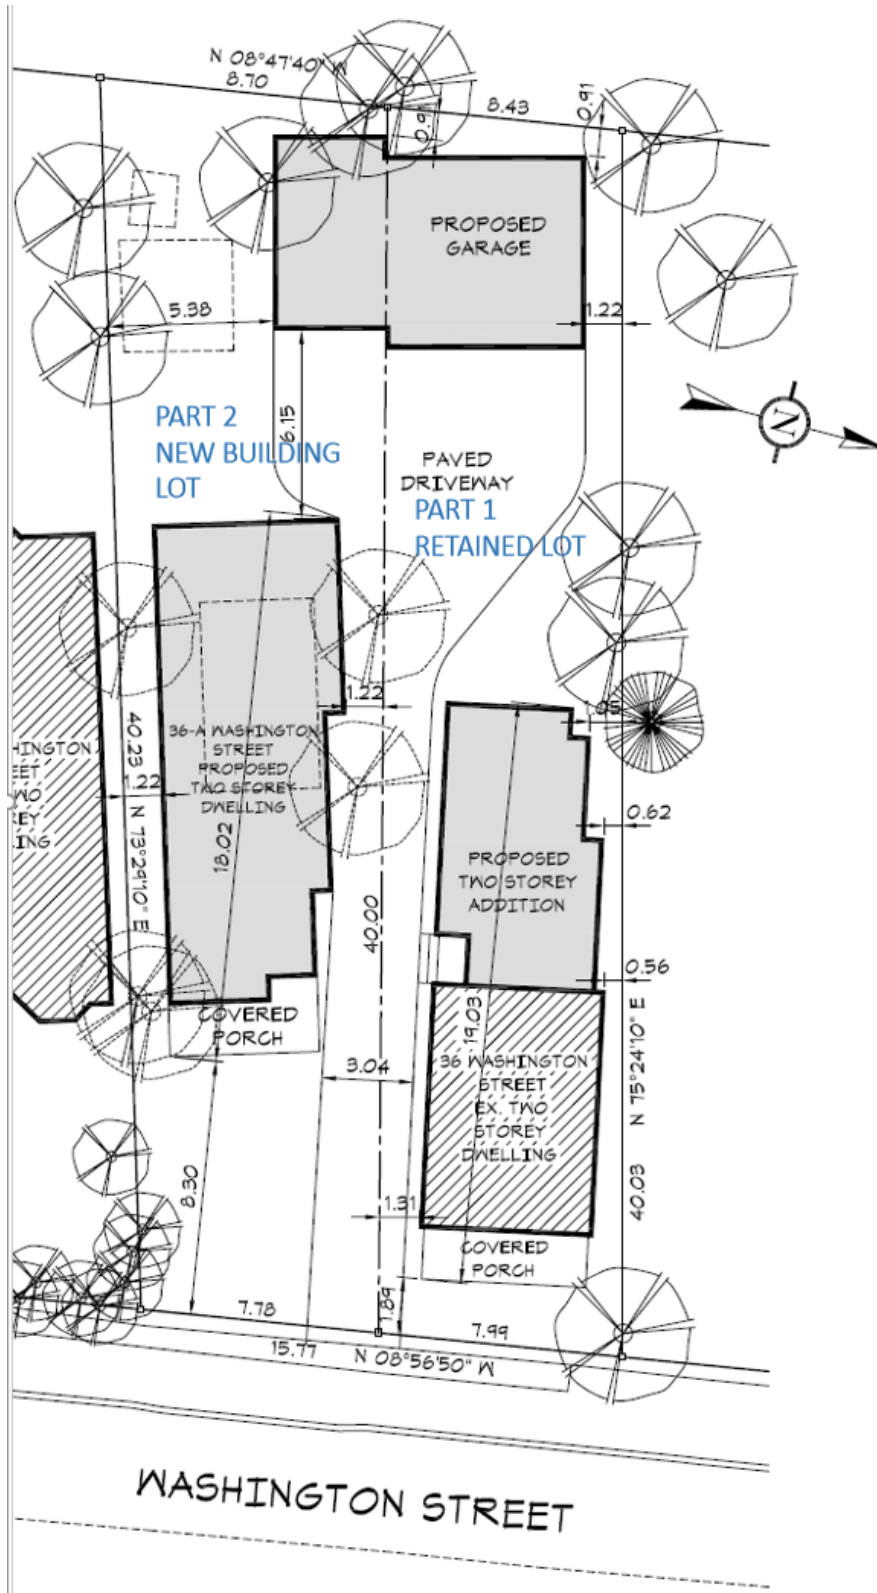 N 08°47'40" W
8.70
8.43
0.91
0.91
PROPOSED
GARAGE
5.38
1.22
6.15
PART 2
NEW BUILDING
LOT
PAVED
DRIVEWAY
PART 1
RETAINED LOT
N
1.22
40.23
N 73°29'10" E
1.22
36-A WASHINGTON
STREET
PROPOSED
TWO STOREY
DWELLING
18.02
0.62
PROPOSED
TWO STOREY
ADDITION
40.00
0.56
COVERED
PORCH
3.04
19.03
36 WASHINGTON
STREET
EX. TWO
STOREY
DWELLING
N 75°24'10" E
40.03
8.30
1.31
COVERED
PORCH
1.89
7.78
7.99
15.77
N 08°56'50" W
WASHINGTON STREET